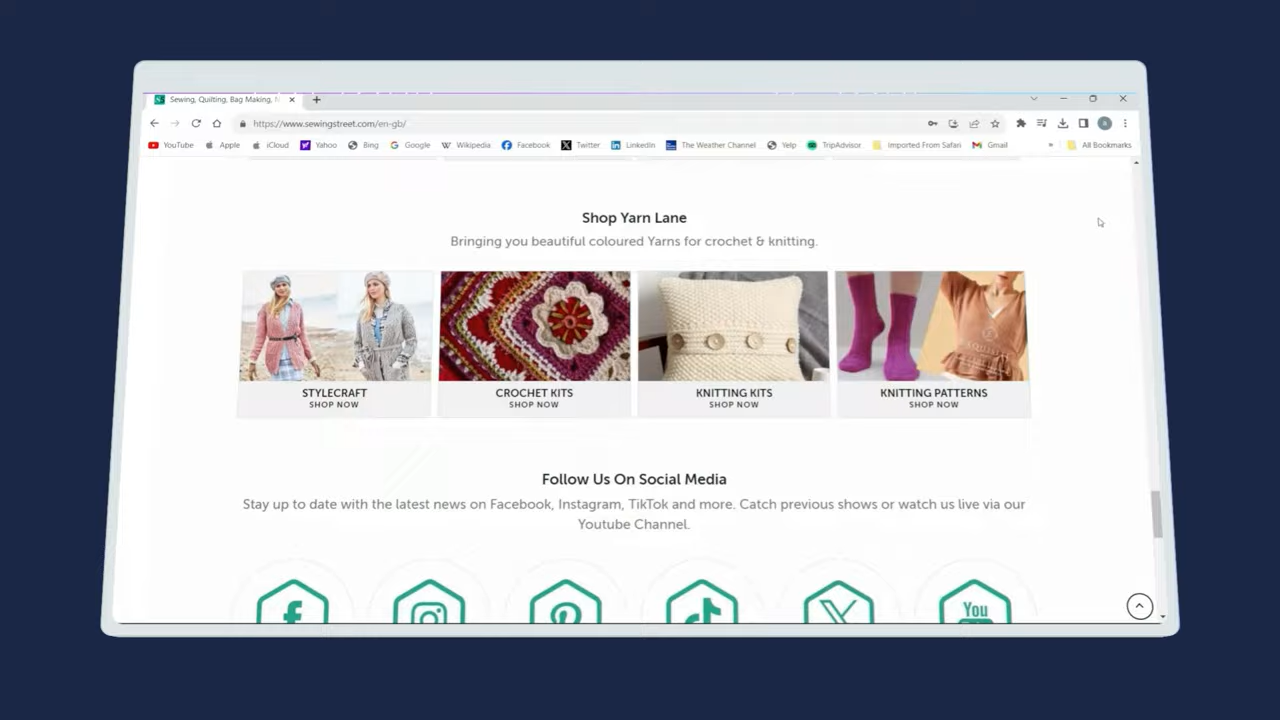 Sewing, Quilting, Bag Making,
https://www.sewingstreet.com/en-gb/
YouTube Apple iCloud Yahoo Bing Google Wikipedia Facebook Twitter LinkedIn The Weather Channel Yelp TripAdvisor Imported From Safari Gmail » All Bookmarks
Shop Yarn Lane
Bringing you beautiful coloured Yarns for crochet & knitting.
STYLECRAFT
SHOP NOW
CROCHET KITS
SHOP NOW
KNITTING KITS
SHOP NOW
KNITTING PATTERNS
SHOP NOW
Follow Us On Social Media
Stay up to date with the latest news on Facebook, Instagram, TikTok and more. Catch previous shows or watch us live via our
Youtube Channel.
You